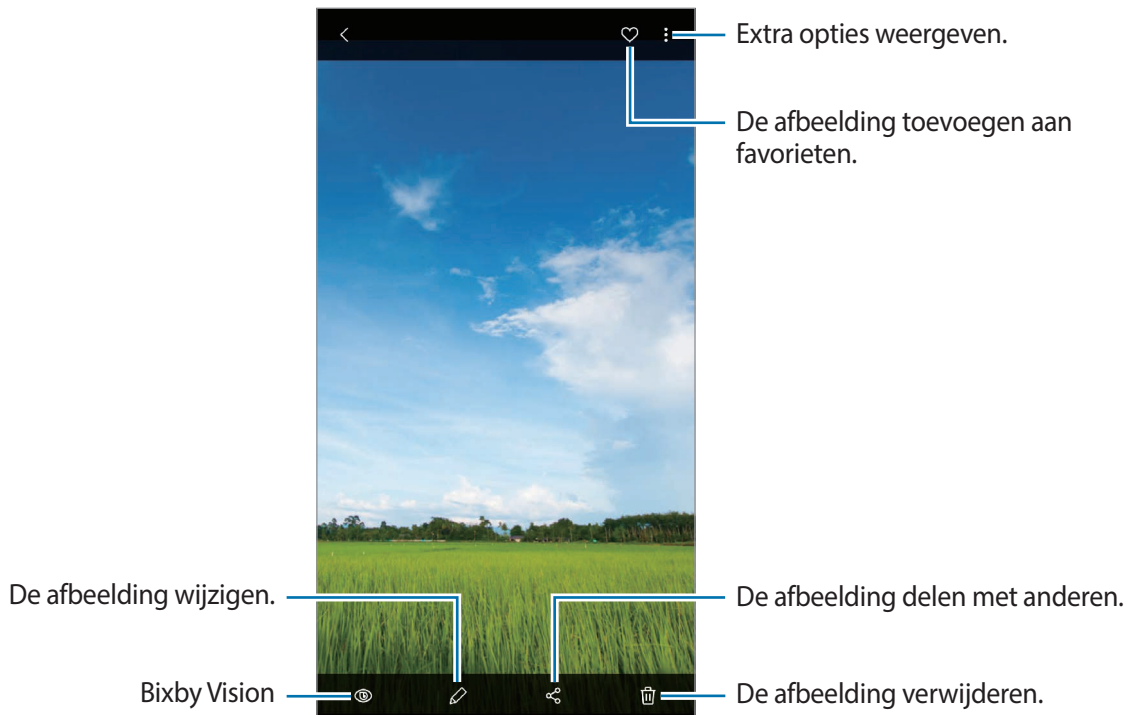 Extra opties weergeven.
De afbeelding toevoegen aan
favorieten.
De afbeelding wijzigen.
De afbeelding delen met anderen.
Bixby Vision
De afbeelding verwijderen.